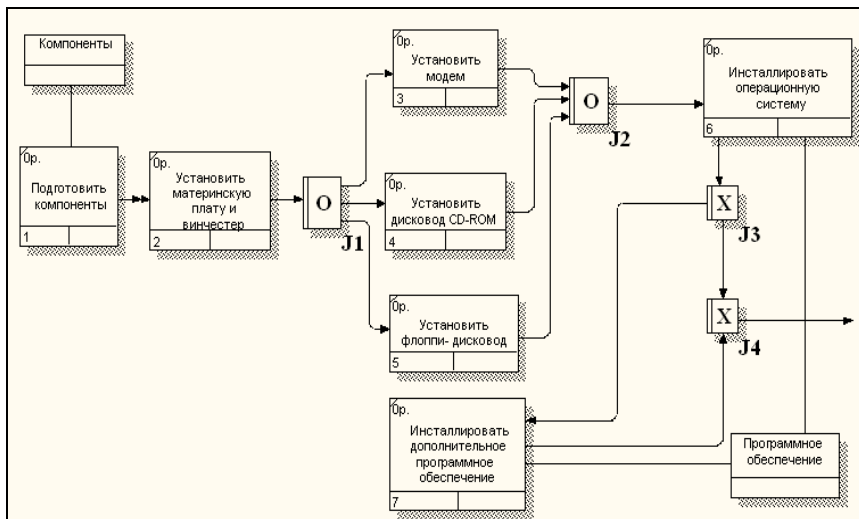 Компоненты
0р.
Подготовить
компоненты
1
0р.
Установить
материнскую
плату и
винчестер
2
O
J1
0р.
Установить
модем
3
0р.
Установить
дисковод CD-ROM
4
0р.
Установить
флоппи- дисковод
5
O
J2
0р.
Инсталлировать
операционную
систему
6
X
J3
X
J4
0р.
Инсталлировать
дополнительное
программное
обеспечение
7
Программное
обеспечение